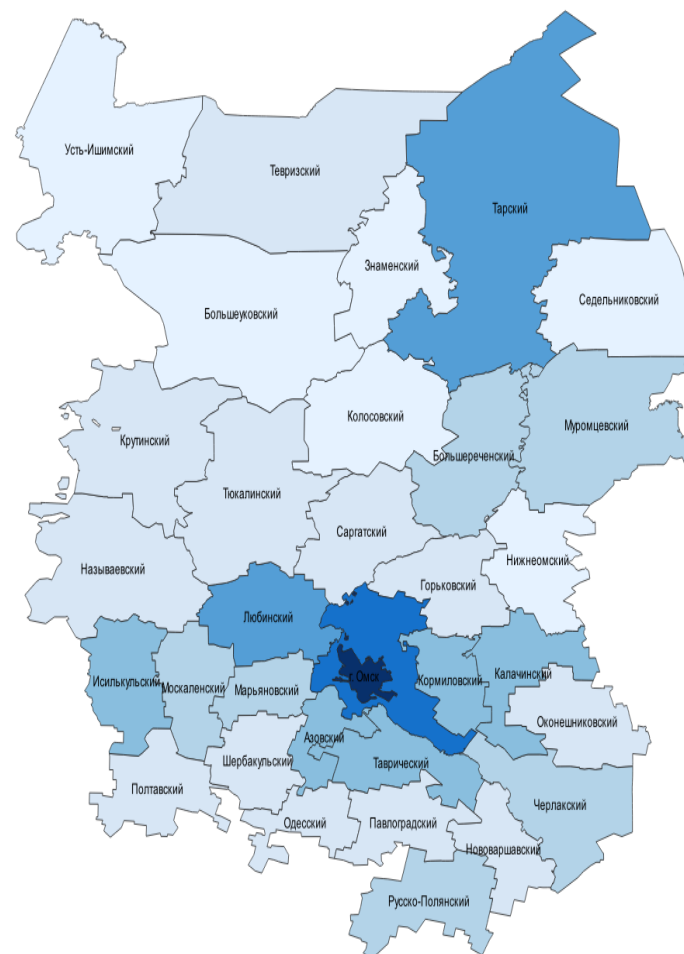 Усть-Ишимский
Тевризский
Тарский
Знаменский
Седельниковский
Большеуковский
Колосовский
Муромцевский
Крутинский
Большереченский
Тюкалинский
Саргатский
Нижнеомский
Называевский
Горьковский
Любинский
г. Омск
Калачинский
Исилькульский
Москаленский
Марьяновский
Кормиловский
Оконешниковский
Азовский
Шербакульский
Таврический
Полтавский
Черлакский
Одесский
Павлоградский
Нововаршавский
Русско-Полянский